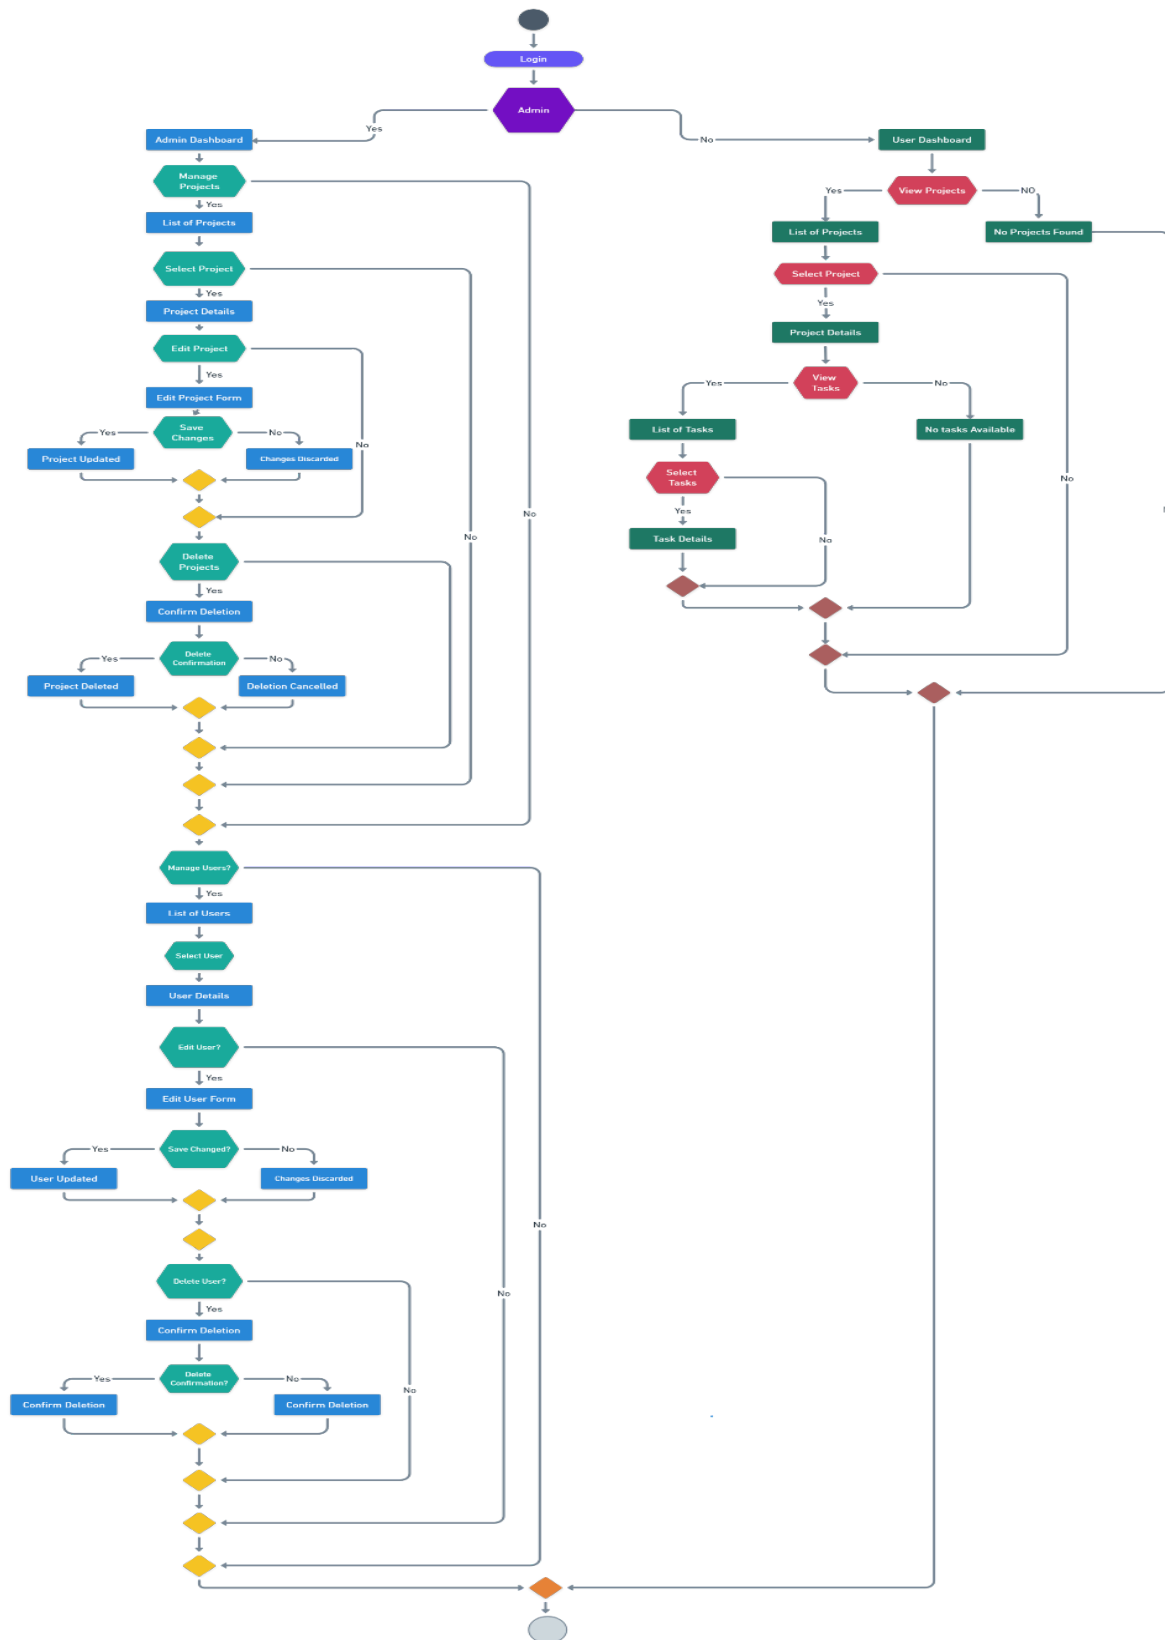 Login
Admin
Yes
No
Admin Dashboard
User Dashboard
Manage
Projects
Yes
No
List of Projects
Select Project
Yes
No
Project Details
Edit Project
Yes
No
Edit Project Form
Save
Changes
Yes
No
Project Updated
Changes Discarded
Delete
Projects
Yes
Confirm Deletion
Delete
Confirmation
Yes
No
Project Deleted
Deletion Cancelled
Manage Users?
Yes
No
List of Users
Select User
User Details
Edit User?
Yes
No
Edit User Form
Save Changed?
Yes
No
User Updated
Changes Discarded
Delete User?
Yes
No
Confirm Deletion
Delete
Confirmation?
Yes
No
Confirm Deletion
Confirm Deletion
View Projects
Yes
NO
List of Projects
No Projects Found
Select Project
Yes
No
Project Details
View
Tasks
Yes
No
List of Tasks
No tasks Available
Select
Tasks
Yes
No
Task Details